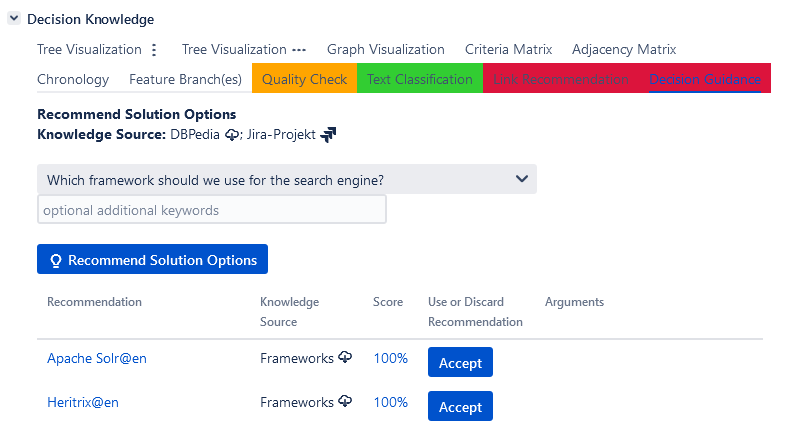 Decision Knowledge
Tree Visualization Tree Visualization Graph Visualization Criteria Matrix Adjacency Matrix
Chronology Feature Branch(es) Quality Check Text Classification Link Recommendation Decision Guidance
Recommend Solution Options
Knowledge Source: DBPedia ; Jira-Projekt
Which framework should we use for the search engine?
optional additional keywords
Recommend Solution Options
Recommendation Knowledge Source Score Use or Discard Recommendation Arguments
Apache Solr@en Frameworks 100% Accept
Heritrix@en Frameworks 100% Accept